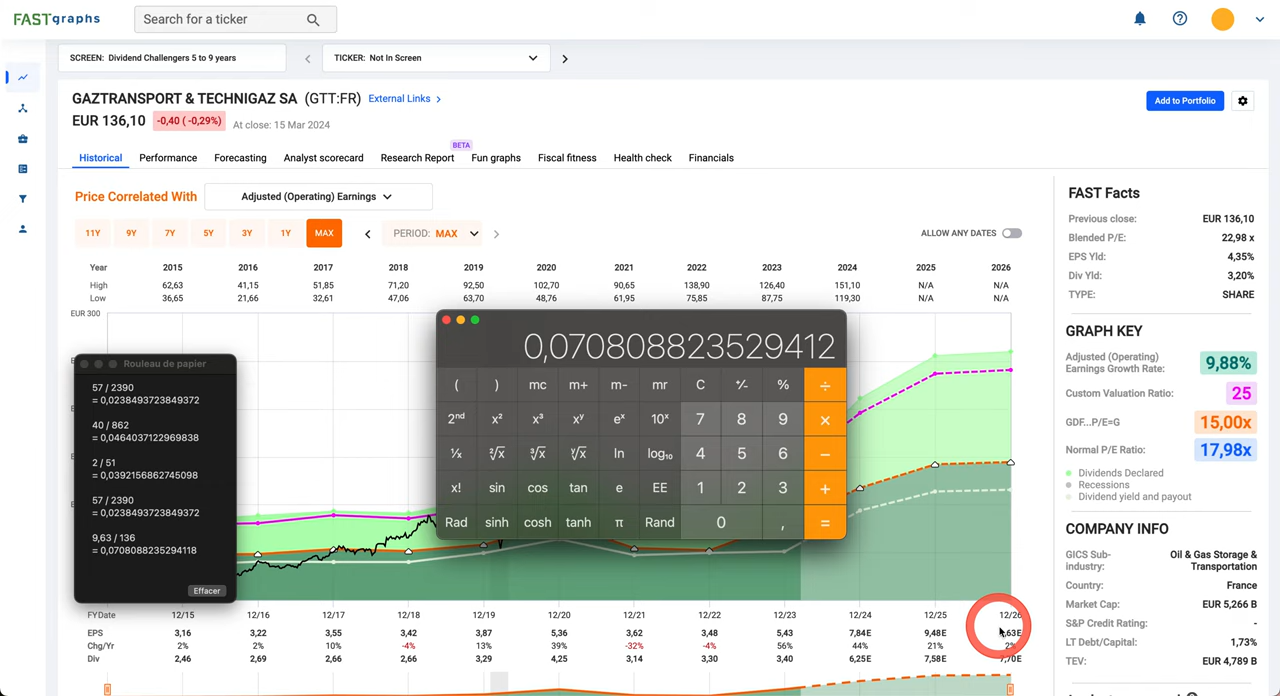 FAST graphs
Search for a ticker
SCREEN: Dividend Challengers 5 to 9 years
TICKER: Not In Screen
GAZTRANSPORT & TECHNIGAZ SA (GTT:FR) External Links
EUR 136,10 -0,40 ( -0,29%) At close: 15 Mar 2024
Add to Portfolio
BETA
Historical Performance Forecasting Analyst scorecard Research Report Fun graphs Fiscal fitness Health check Financials
Price Correlated With Adjusted (Operating) Earnings
11Y 9Y 7Y 5Y 3Y 1Y MAX PERIOD: MAX ALLOW ANY DATES
Year 2015 2016 2017 2018 2019 2020 2021 2022 2023 2024 2025 2026
High 62,63 41,15 51,85 71,20 92,50 102,70 90,65 138,90 126,40 151,10 N/A N/A
Low 36,65 21,66 32,61 47,06 63,70 48,76 61,95 75,85 87,75 119,30 N/A N/A
EUR 300
Rouleau de papier
57 / 2390
= 0,0238493723849372
40 / 862
= 0,0464037122969838
2 / 51
= 0,0392156862745098
57 / 2390
= 0,0238493723849372
9,63 / 136
= 0,0708088235294118
Effacer
0,070808823529412
( ) mc m+ m- mr C +/- % ÷
2nd x² x³ xʸ eˣ 10ˣ 7 8 9 ×
¹/x ²√x ³√x ʸ√x ln log₁₀ 4 5 6 −
x! sin cos tan e EE 1 2 3 +
Rad sinh cosh tanh π Rand 0 , =
FYDate 12/15 12/16 12/17 12/18 12/19 12/20 12/21 12/22 12/23 12/24 12/25 12/26
EPS 3,16 3,22 3,55 3,42 3,87 5,36 3,62 3,48 5,43 7,84E 9,48E ,63E
Chg/Yr 2% 10% -4% 13% 39% -32% -4% 56% 44% 21% 2%
Div 2,46 2,69 2,66 2,66 3,29 4,25 3,14 3,30 3,40 6,25E 7,58E 7,70E
FAST Facts
Previous close: EUR 136,10
Blended P/E: 22,98 x
EPS Yld: 4,35%
Div Yld: 3,20%
TYPE: SHARE
GRAPH KEY
Adjusted (Operating)
Earnings Growth Rate: 9,88%
Custom Valuation Ratio: 25
GDF...P/E=G 15,00x
Normal P/E Ratio: 17,98x
Dividends Declared
Recessions
Dividend yield and payout
COMPANY INFO
GICS Sub-
industry: Oil & Gas Storage &
Transportation
Country: France
Market Cap: EUR 5,266 B
S&P Credit Rating: -
LT Debt/Capital: 1,73%
TEV: EUR 4,789 B